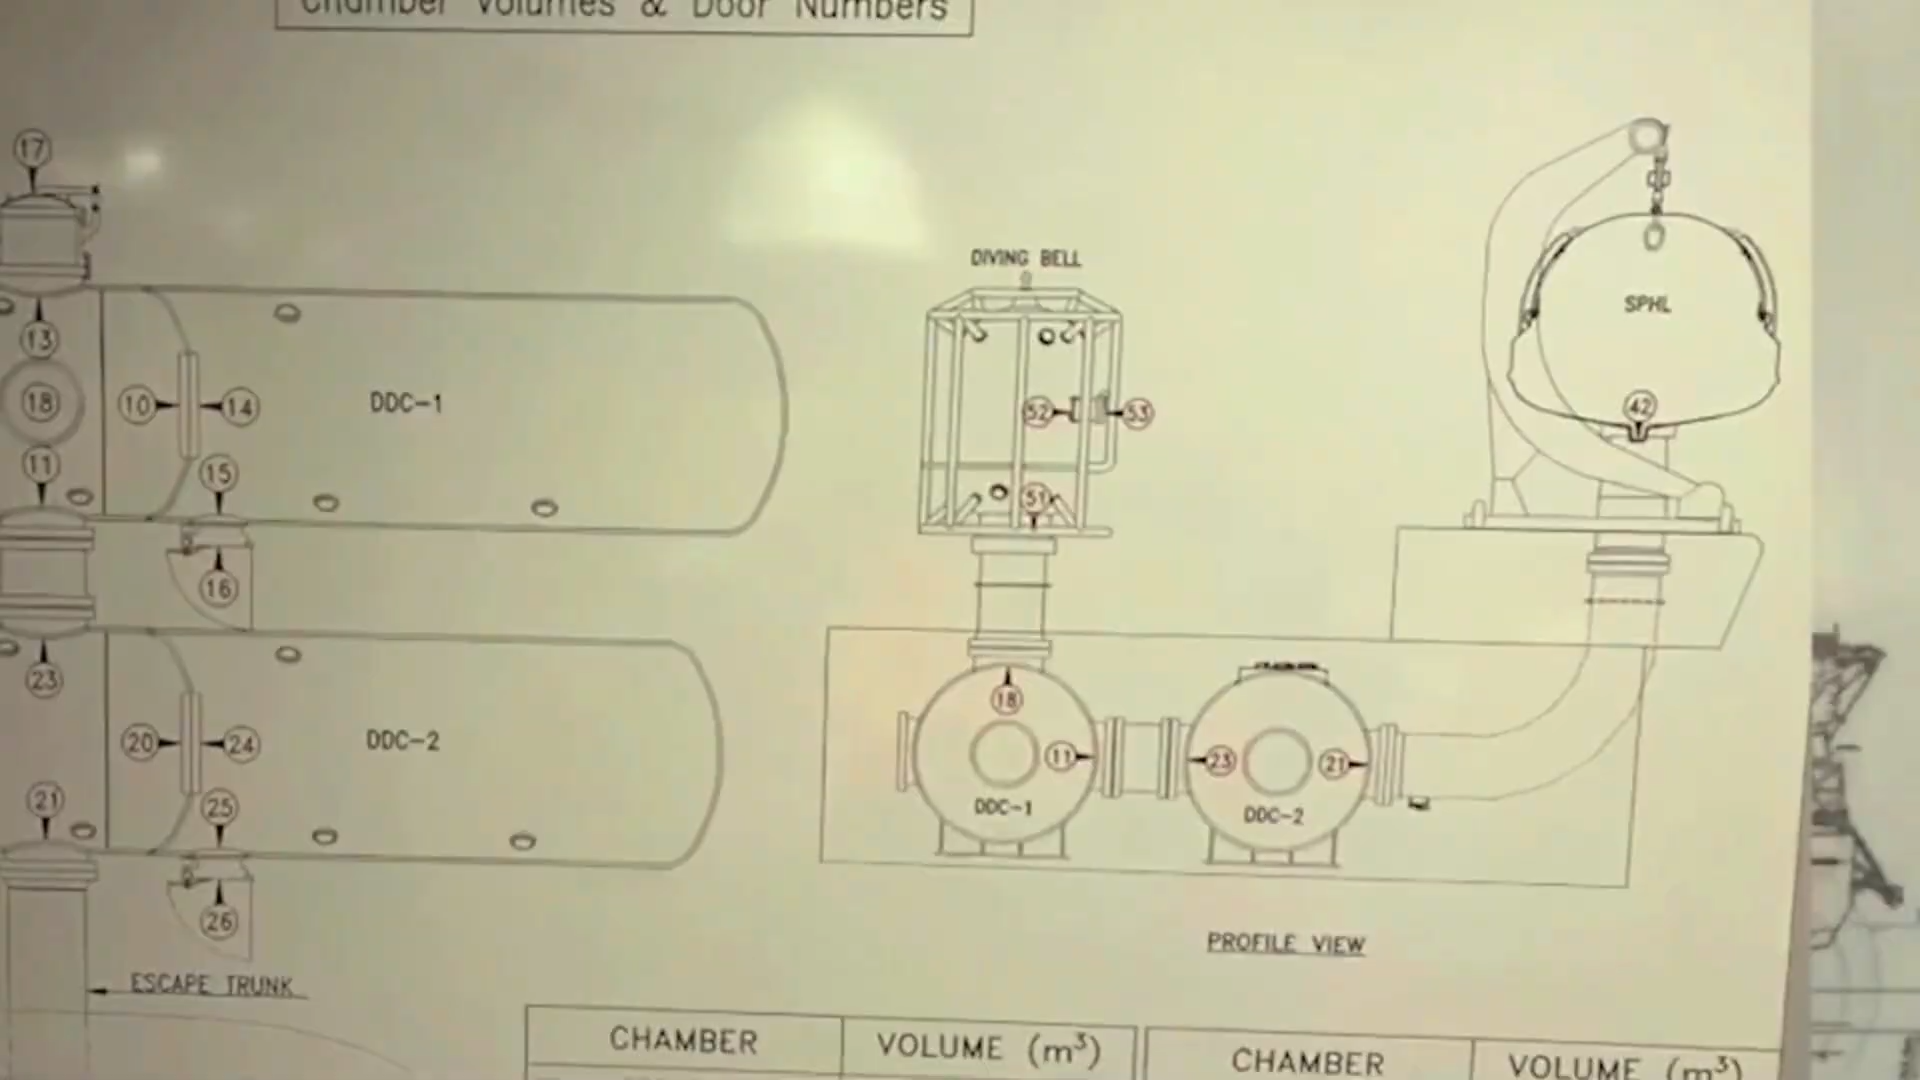 Chamber Volumes & Door Numbers
17
13
18
11
10
14
DDC-1
15
16
23
20
24
DDC-2
21
25
26
ESCAPE TRUNK
DIVING BELL
52
53
51
SPHL
42
18
11
23
21
DDC-1
DDC-2
PROFILE VIEW
CHAMBER VOLUME (m³)
CHAMBER VOLUME (m³)